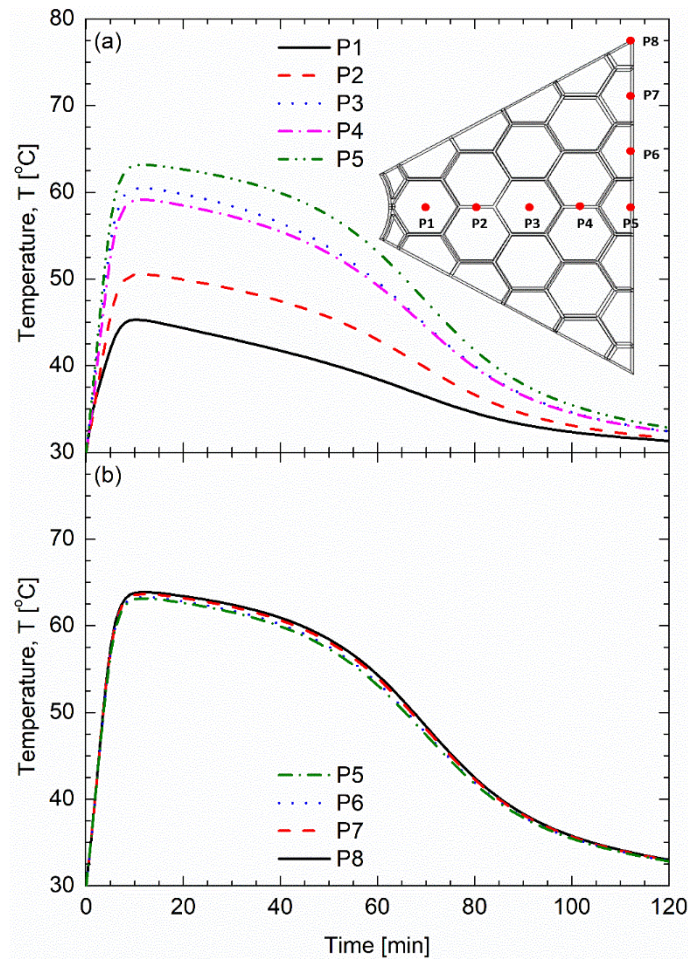 (a)
P1
P2
P3
P4
P5
P8
P7
P6
P1 P2 P3 P4 P5
80
70
60
50
40
30
Temperature, T [°C]
(b)
70
60
50
40
30
Temperature, T [°C]
P5
P6
P7
P8
0 20 40 60 80 100 120
Time [min]